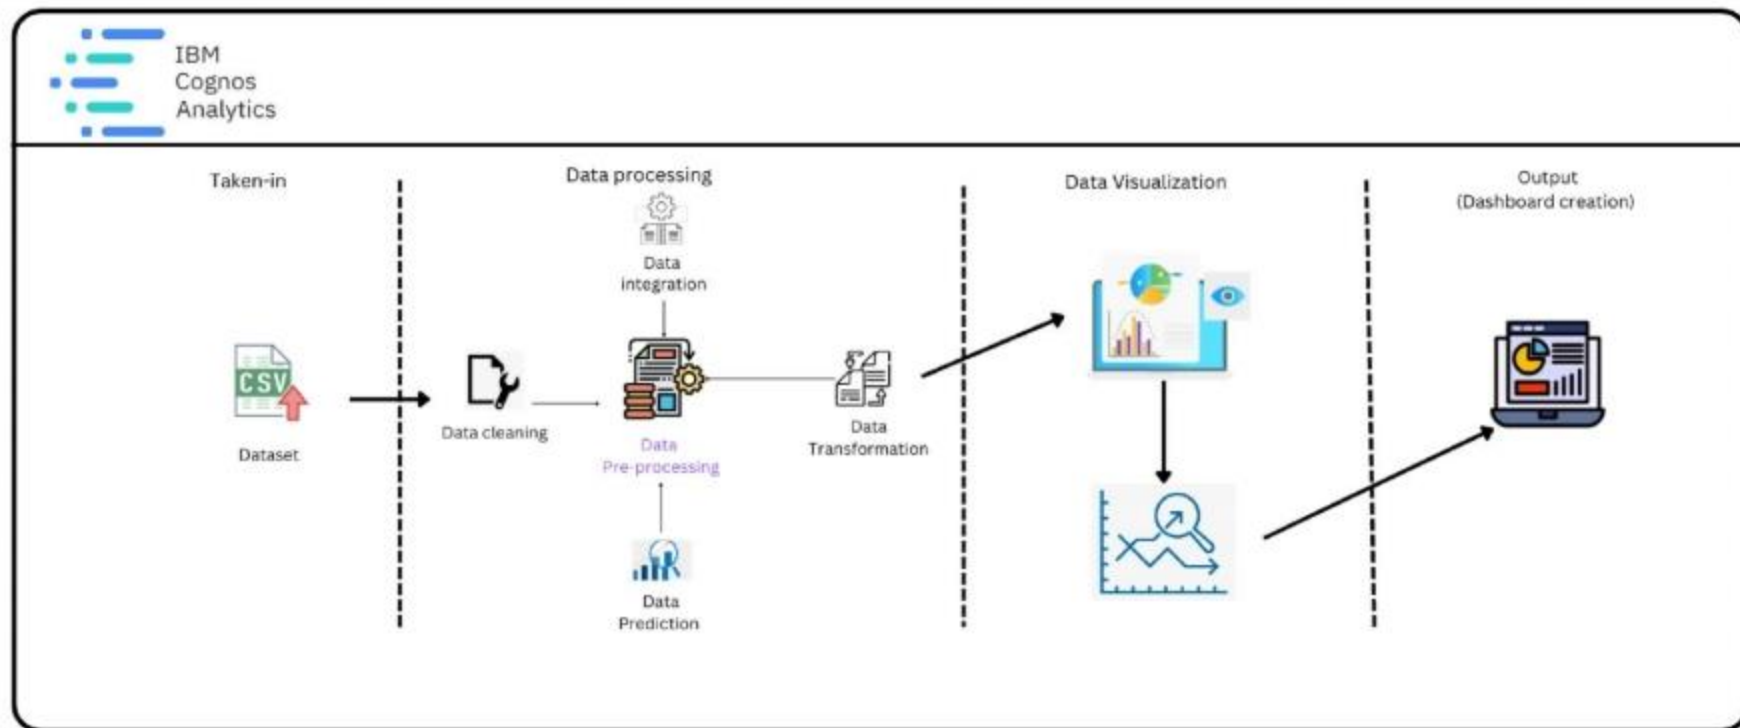 IBM
Cognos
Analytics
Taken-in
Data processing
Data Visualization
Output
(Dashboard creation)
Data
integration
CSV
Dataset
Data cleaning
Data
Pre-processing
Data
Transformation
Data
Prediction